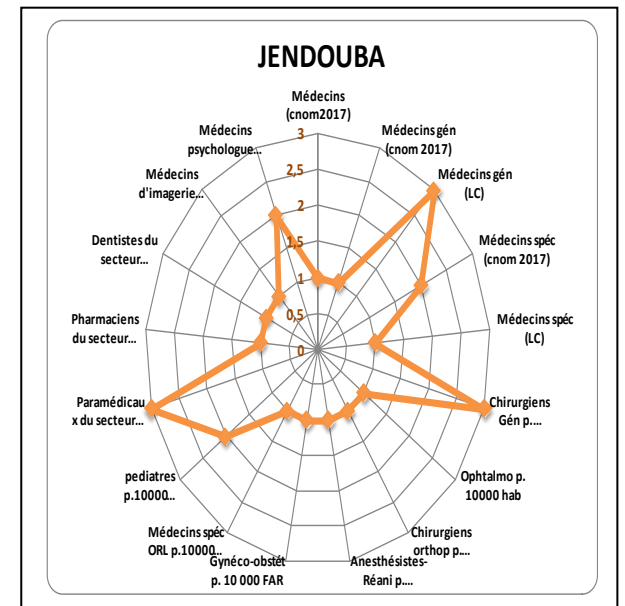 JENDOUBA
Médecins
(cnom2017)
Médecins gén
(cnom 2017)
Médecins gén
(LC)
Médecins spéc
(cnom 2017)
Médecins spéc
(LC)
Chirurgiens
Gén p....
Ophtalmo p.
10000 hab
Chirurgiens
orthop p....
Anesthésistes-
Réani p....
Gynéco-obstét
p. 10 000 FAR
Médecins spéc
ORL p.10000...
pediatres
p.10000...
Paramédicau
x du secteur...
Pharmaciens
du secteur...
Dentistes du
secteur...
Médecins
d'imagerie...
Médecins
psychologue...
3
2,5
2
1,5
1
0,5
0